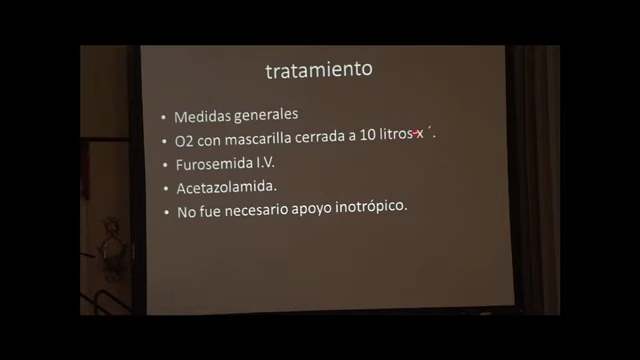 tratamiento
• Medidas generales
• O2 con mascarilla cerrada a 10 litros x ´.
• Furosemida I.V.
• Acetazolamida.
• No fue necesario apoyo inotrópico.